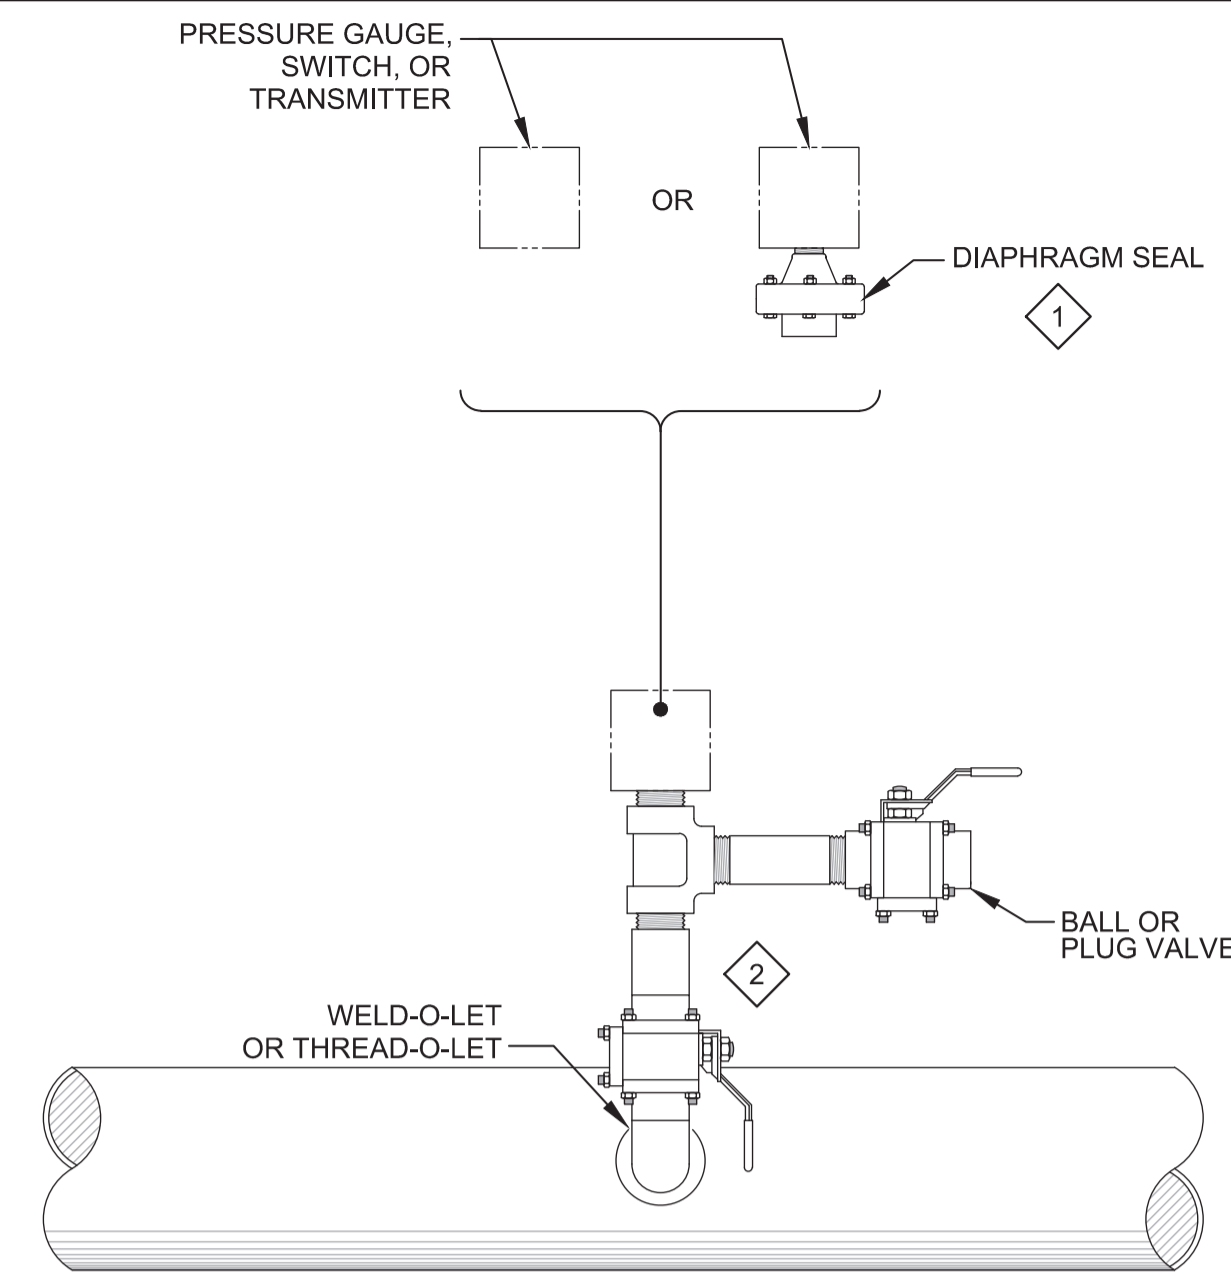 PRESSURE GAUGE,
SWITCH, OR
TRANSMITTER
OR
DIAPHRAGM SEAL
1
BALL OR
PLUG VALVE
2
WELD-O-LET
OR THREAD-O-LET